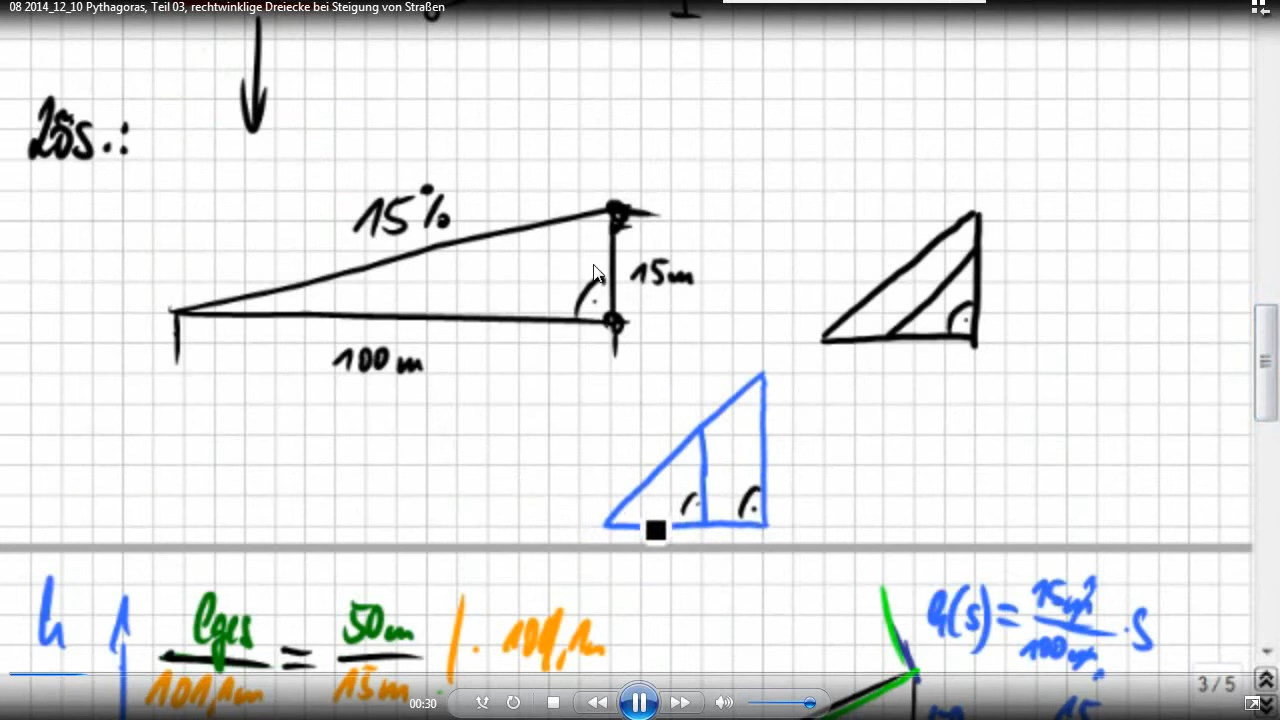 08 2014_12_10 Pythagoras, Teil 03, rechtwinklige Dreiecke bei Steigung von Straßen
Lös.:
15%
15m
100m
h
lges = 50m | · 101,1m
101,1m 15m
h(s) = 15m · s
100m
15
3 / 5
00:30